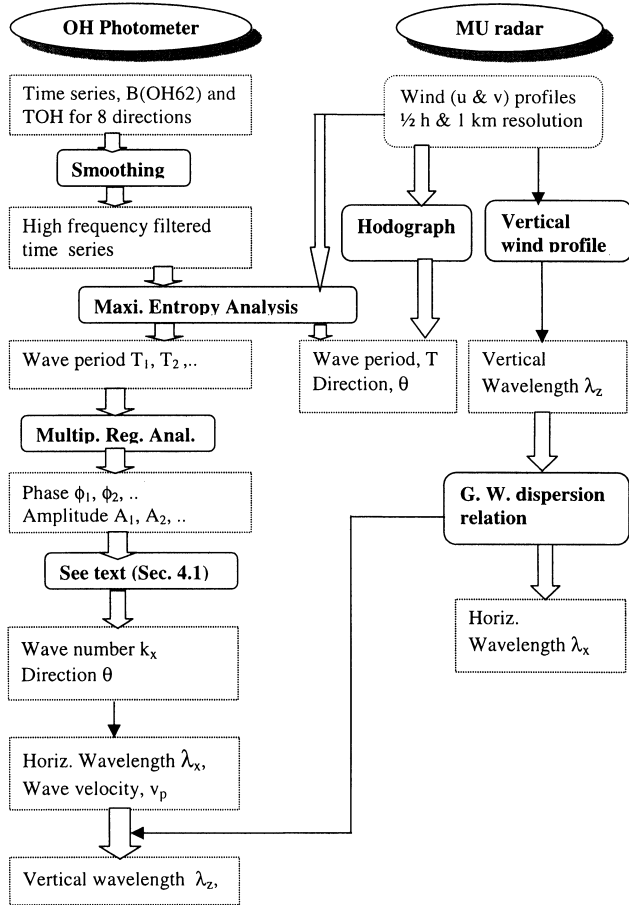 OH Photometer
MU radar
Time series, B(OH62) and
TOH for 8 directions
Wind (u & v) profiles
½ h & 1 km resolution
Smoothing
Hodograph
Vertical
wind profile
High frequency filtered
time series
Maxi. Entropy Analysis
Wave period T₁, T₂ ,..
Wave period, T
Direction, θ
Vertical
Wavelength λz
Multip. Reg. Anal.
Phase ϕ₁, ϕ₂, ..
Amplitude A₁, A₂, ..
G. W. dispersion
relation
See text (Sec. 4.1)
Wave number kₓ
Direction θ
Horiz.
Wavelength λₓ
Horiz. Wavelength λₓ,
Wave velocity, vₚ
Vertical wavelength λz,